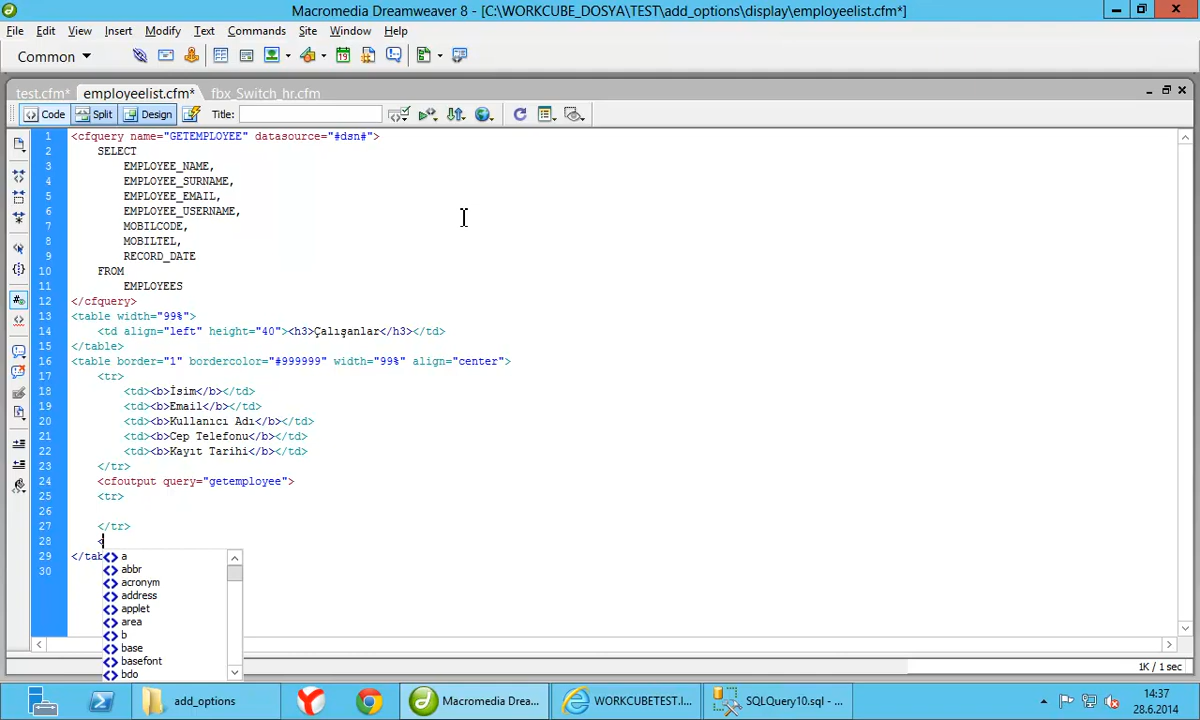 Macromedia Dreamweaver 8 - [C:\WORKCUBE_DOSYA\TEST\add_options\display\employeelist.cfm*]
File Edit View Insert Modify Text Commands Site Window Help
Common
test.cfm* employeelist.cfm* fbx_Switch_hr.cfm
Code Split Design Title:
1 <cfquery name="GETEMPLOYEE" datasource="#dsn#">
2 SELECT
3 EMPLOYEE_NAME,
4 EMPLOYEE_SURNAME,
5 EMPLOYEE_EMAIL,
6 EMPLOYEE_USERNAME,
7 MOBILCODE,
8 MOBILTEL,
9 RECORD_DATE
10 FROM
11 EMPLOYEES
12 </cfquery>
13 <table width="99%">
14 <td align="left" height="40"><h3>Çalışanlar</h3></td>
15 </table>
16 <table border="1" bordercolor="#999999" width="99%" align="center">
17 <tr>
18 <td><b>İsim</b></td>
19 <td><b>Email</b></td>
20 <td><b>Kullanıcı Adı</b></td>
21 <td><b>Cep Telefonu</b></td>
22 <td><b>Kayıt Tarihi</b></td>
23 </tr>
24 <cfoutput query="getemployee">
25 <tr>
26
27 </tr>
28 <
29 </tab
30
<> a
<> abbr
<> acronym
<> address
<> applet
<> area
<> b
<> base
<> basefont
<> bdo
1K / 1 sec
add_options Macromedia Drea... WORKCUBETEST.I... SQLQuery10.sql - ... 14:37
28.6.2014